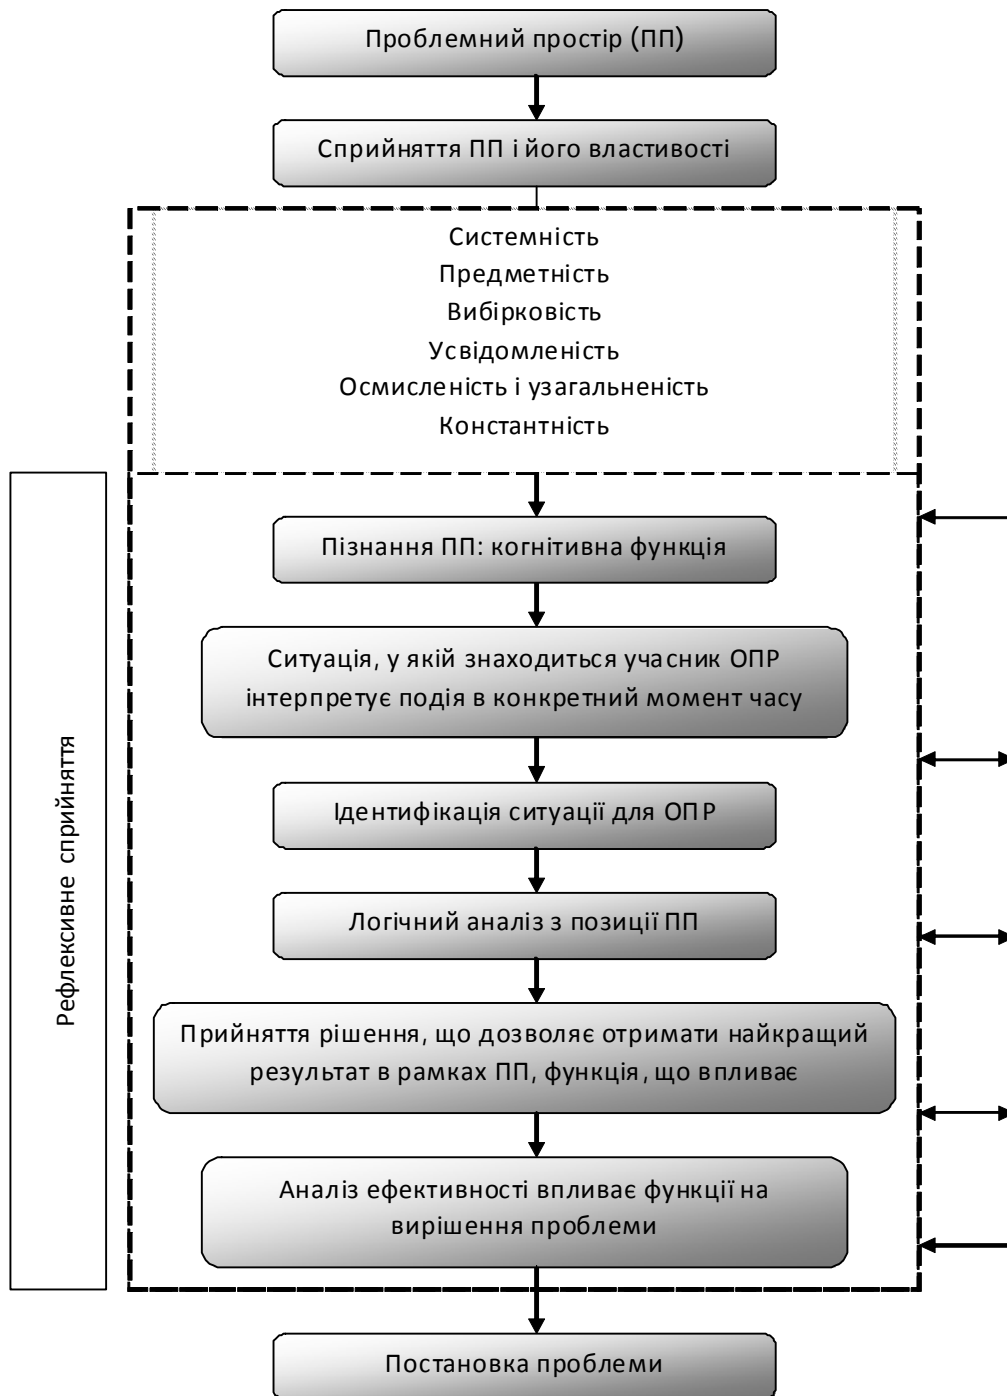 Проблемний простір (ПП)
Сприйняття ПП і його властивості
Системність
Предметність
Вибірковість
Усвідомленість
Осмисленість і узагальненість
Константність
Рефлексивне сприйняття
Пізнання ПП: когнітивна функція
Ситуація, у якій знаходиться учасник ОПР
інтерпретує подія в конкретний момент часу
Ідентифікація ситуації для ОПР
Логічний аналіз з позиції ПП
Прийняття рішення, що дозволяє отримати найкращий
результат в рамках ПП, функція, що впливає
Аналіз ефективності впливає функції на
вирішення проблеми
Постановка проблеми